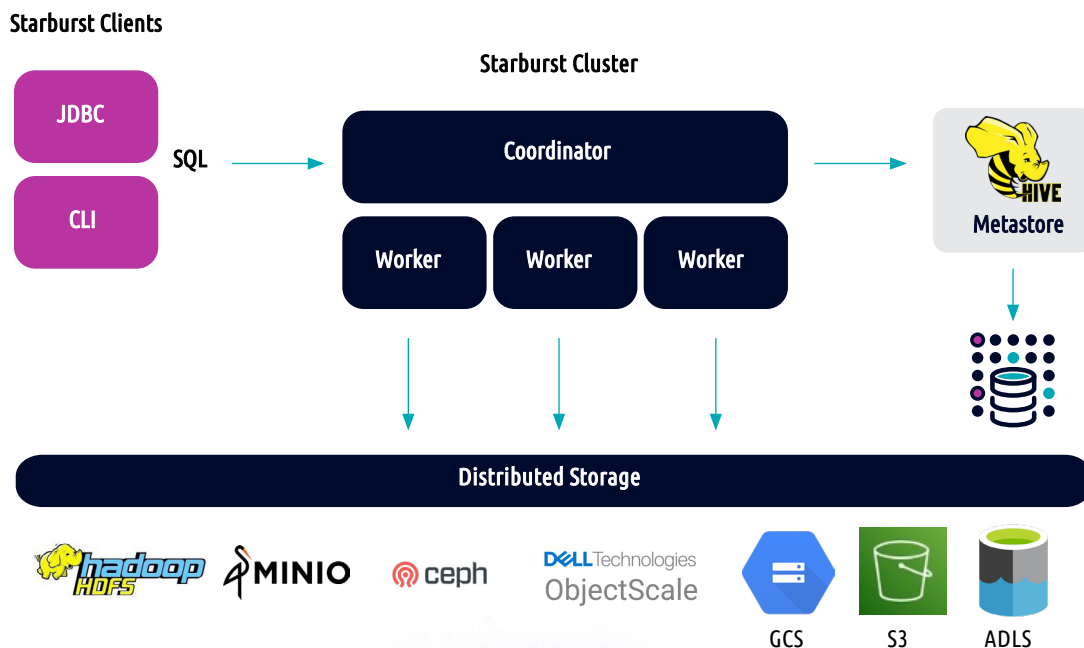 Starburst Clients
Starburst Cluster
JDBC
CLI
SQL
Coordinator
Worker
Worker
Worker
HIVE
Metastore
Distributed Storage
hadoop
HDFS
MINIO
ceph
DELL Technologies
ObjectScale
GCS
S3
ADLS